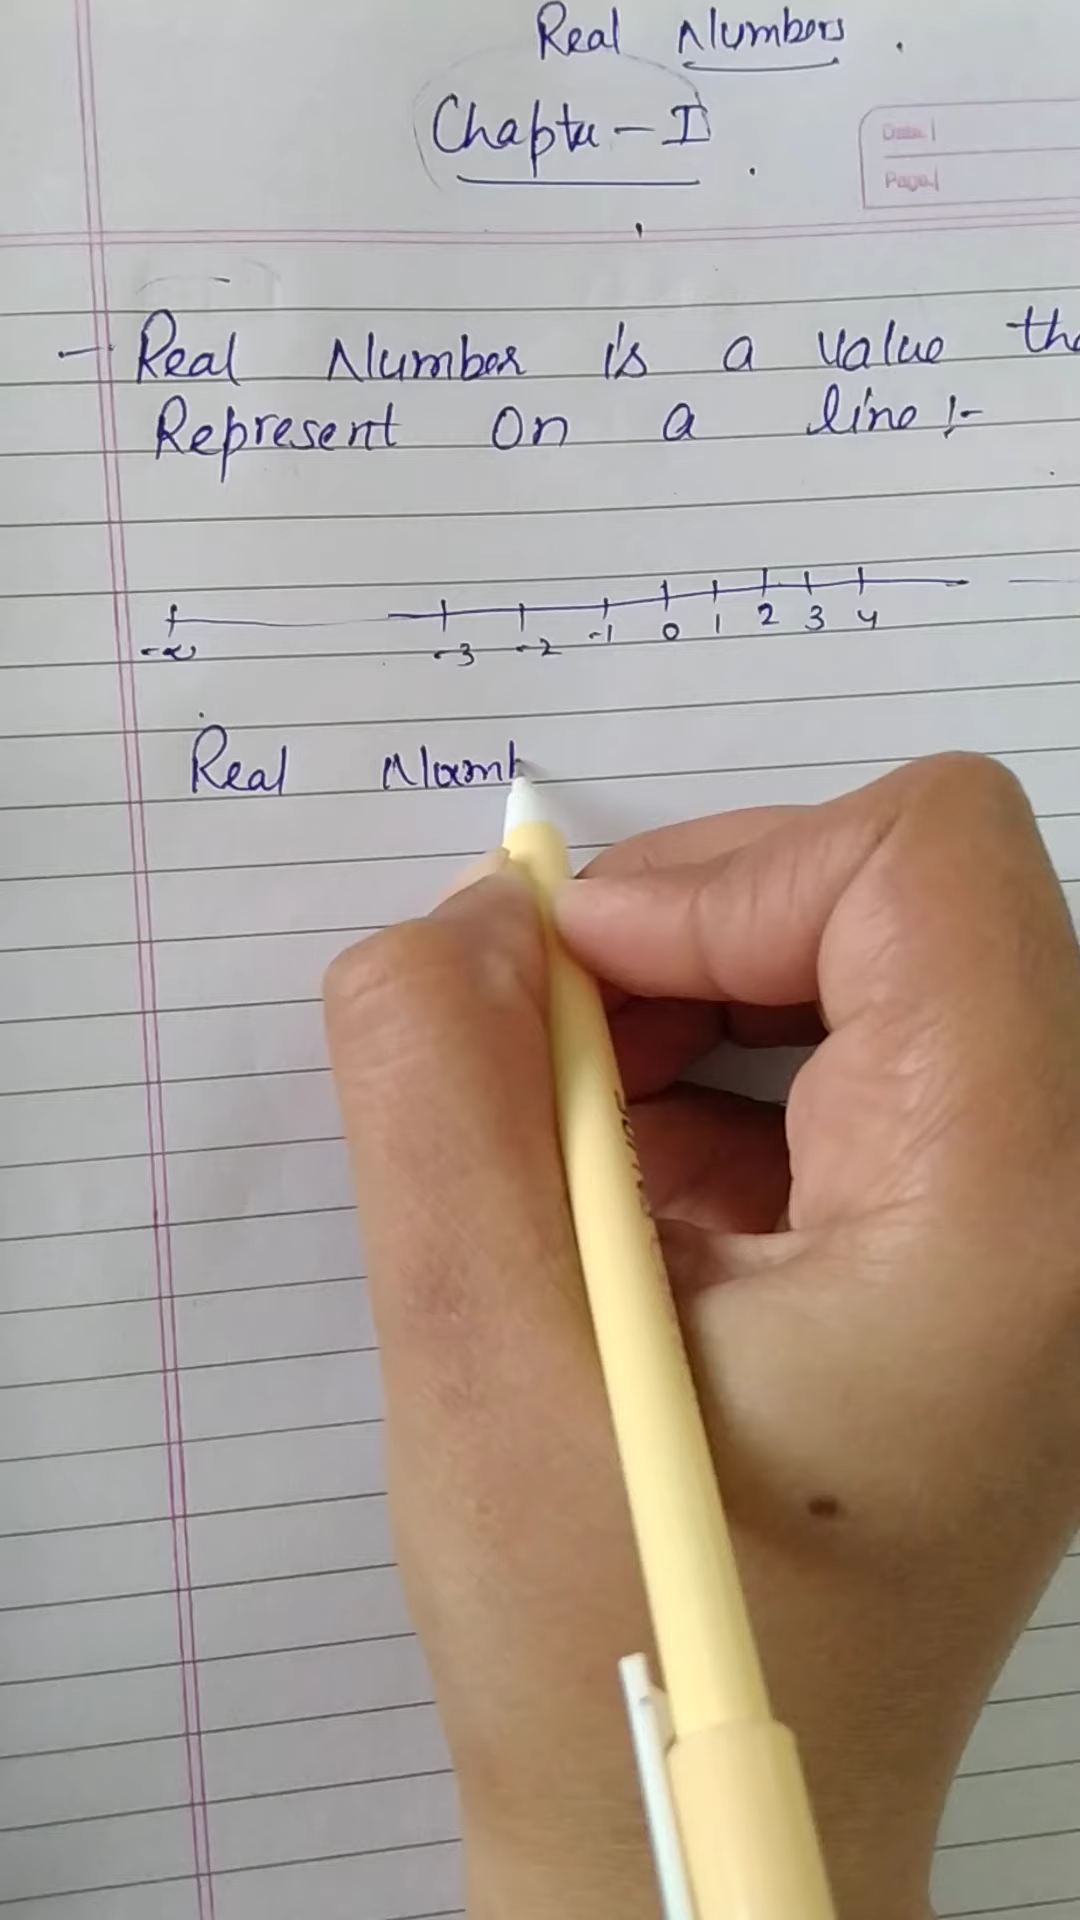 Real Numbers .
Chapter - I
Date.
Page.
- Real Number is a value tha
Represent on a line :-
-∞ -3 -2 -1 0 1 2 3 4
Real Numb